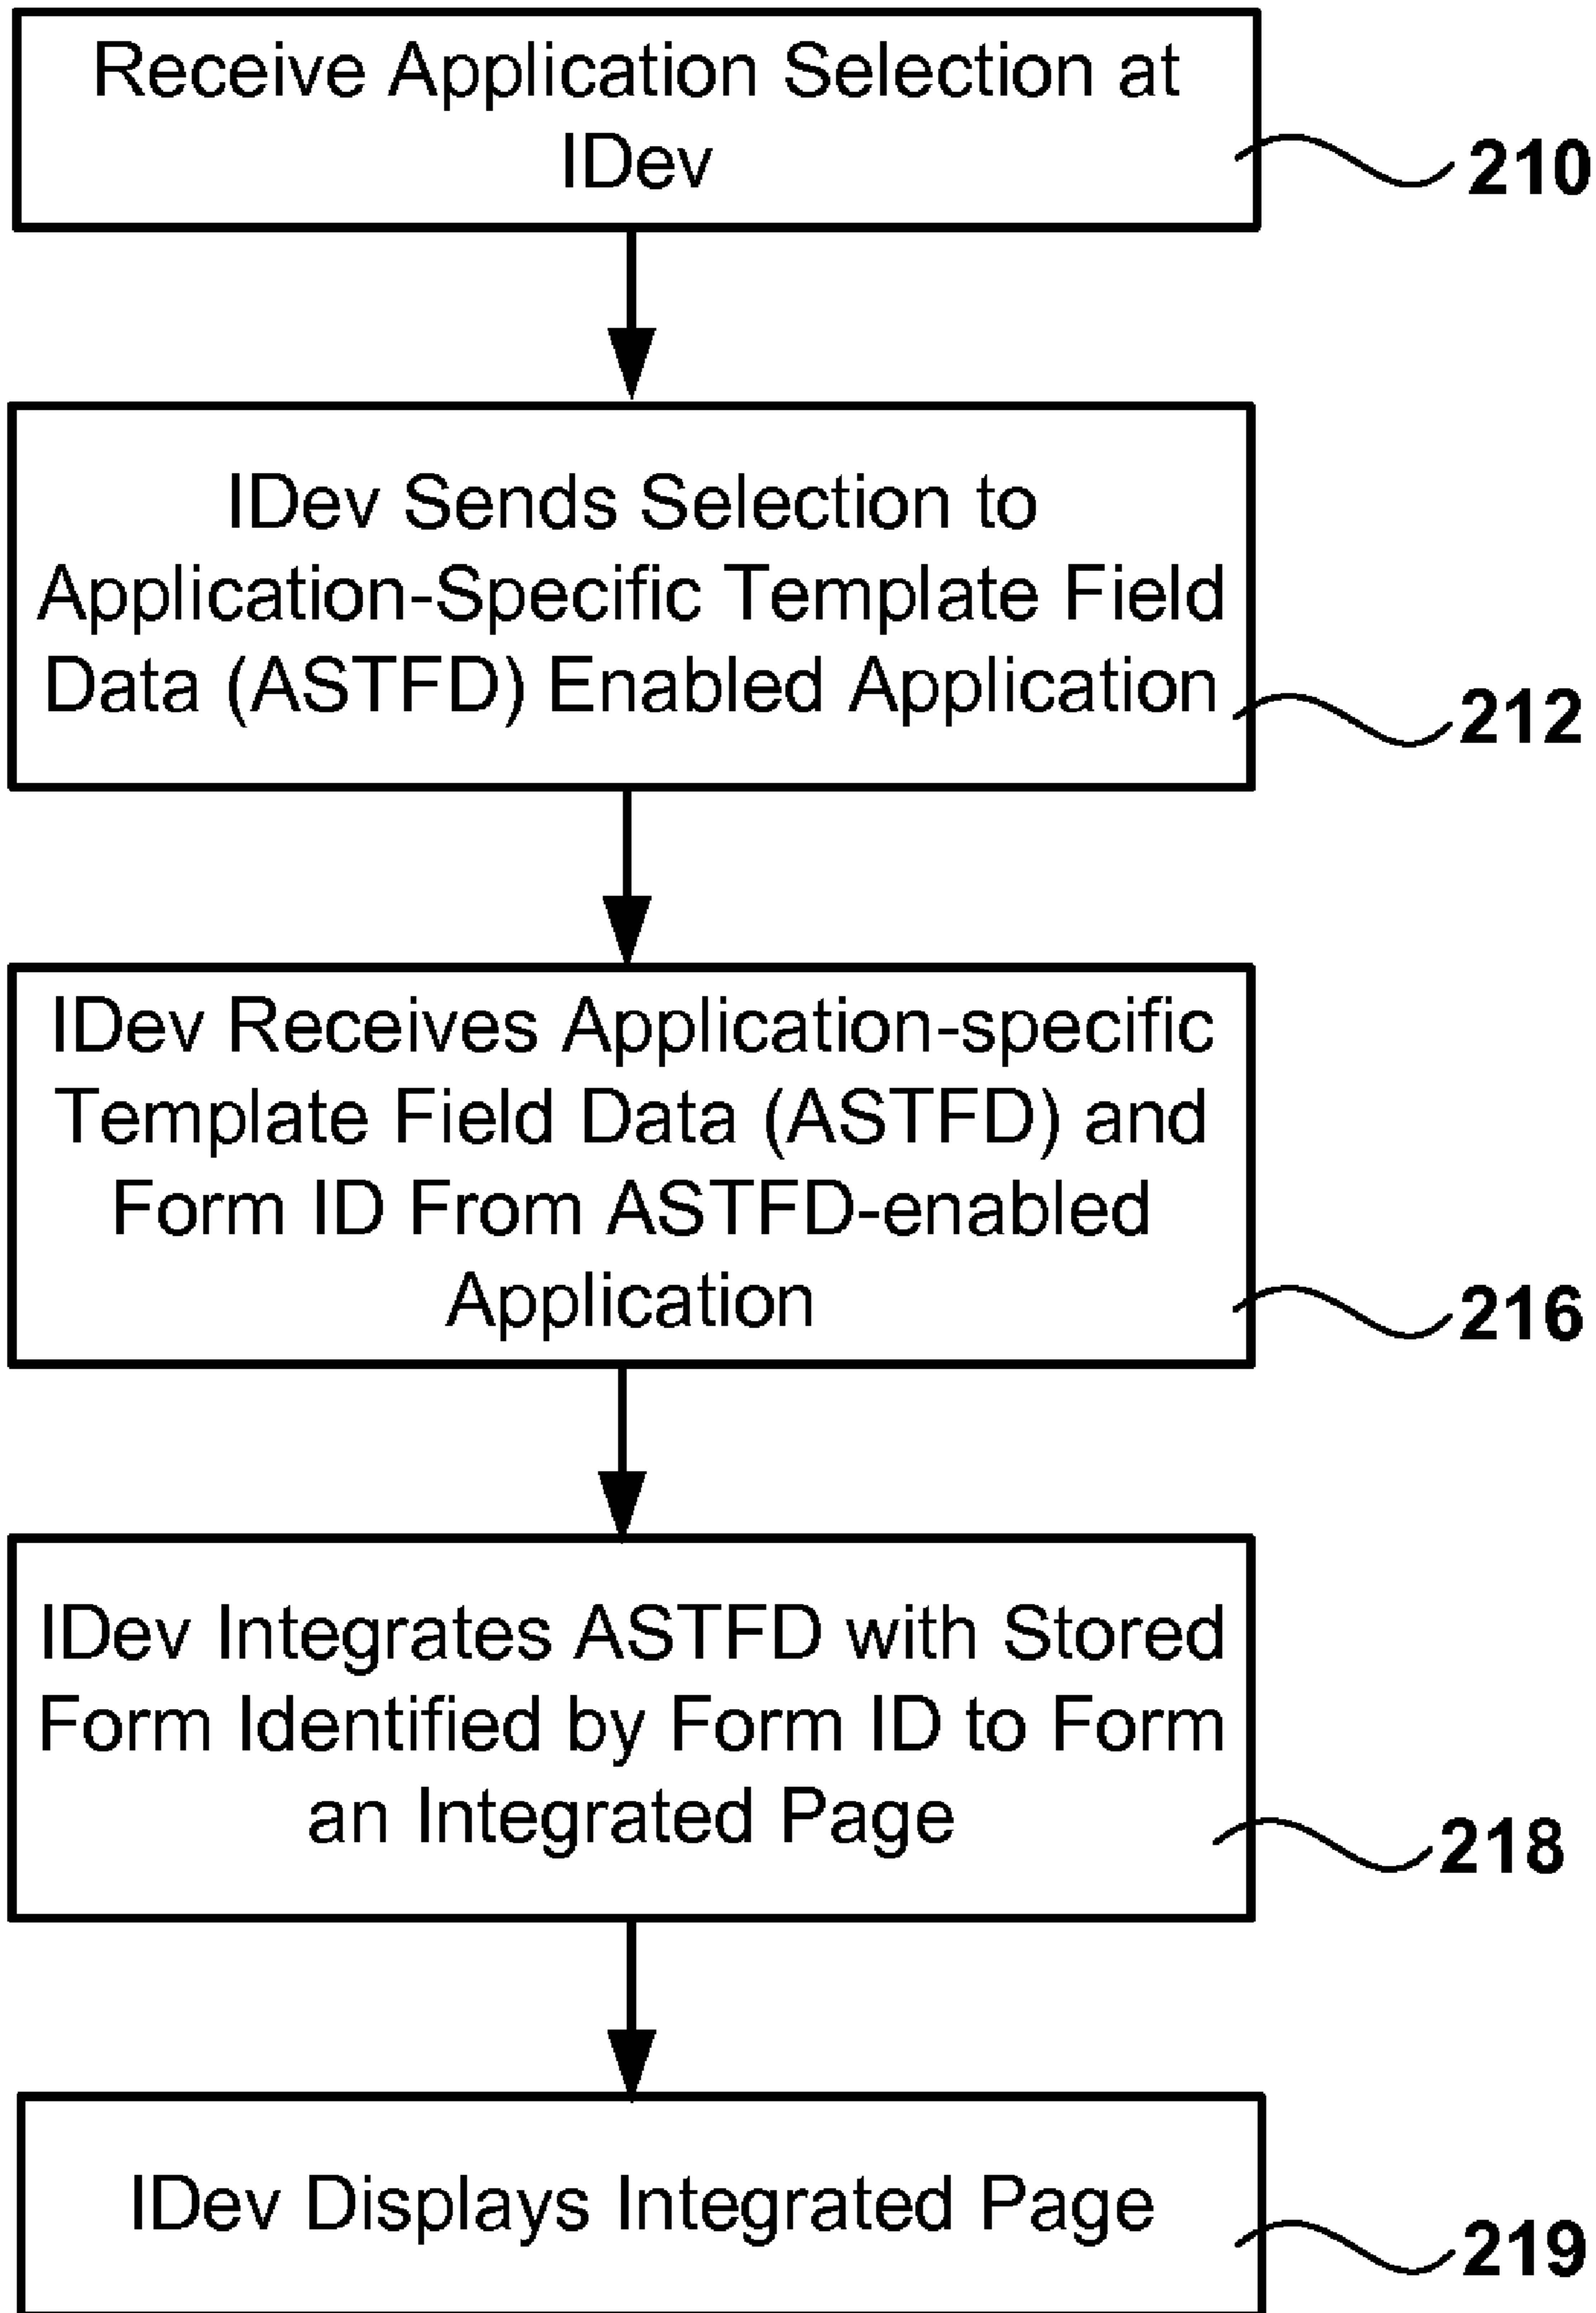 Receive Application Selection at
IDev
210
IDev Sends Selection to
Application-Specific Template Field
Data (ASTFD) Enabled Application
212
IDev Receives Application-specific
Template Field Data (ASTFD) and
Form ID From ASTFD-enabled
Application
216
IDev Integrates ASTFD with Stored
Form Identified by Form ID to Form
an Integrated Page
218
IDev Displays Integrated Page
219